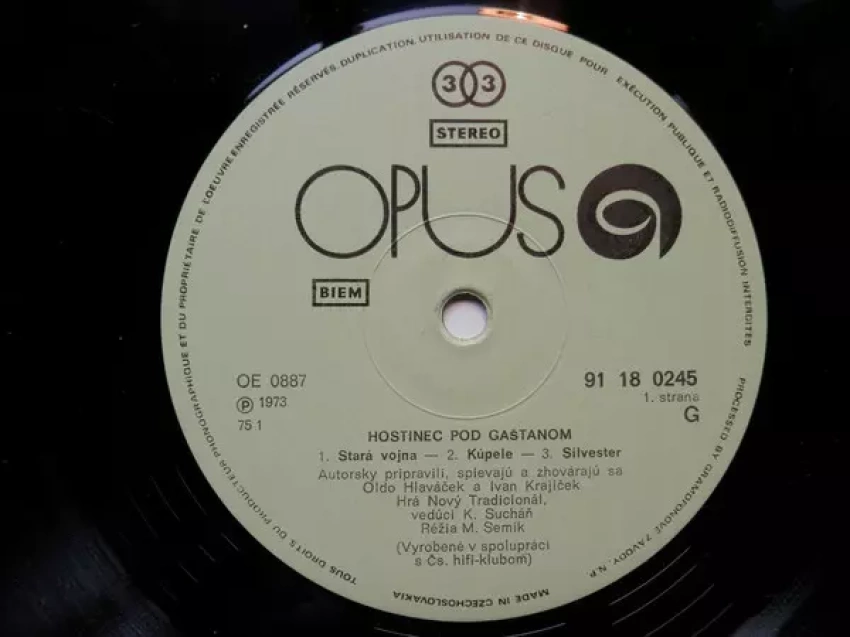 TOUS DROITS DU PRODUCTEUR PHONOGRAPHIQUE ET DU PROPRIÉTAIRE DE L'OEUVRE ENREGISTRÉE RÉSERVÉS. DUPLICATION, UTILISATION DE CE DISQUE POUR EXÉCUTION PUBLIQUE ET RADIODIFFUSION INTERDITES
PROCESSED BY GRAMOFONOVÉ ZÁVODY, N.P.
MADE IN CZECHOSLOVAKIA
33
STEREO
OPUS
BIEM
OE 0887
℗ 1973
75 1
91 18 0245
1. strana
G
HOSTINEC POD GAŠTANOM
1. Stará vojna — 2. Kúpele — 3. Silvester
Autorsky pripravili, spievajú a zhovárajú sa
Oldo Hlaváček a Ivan Krajíček
Hrá Nový Tradicionál,
vedúci K. Sucháň
Réžia M. Semik
(Vyrobené v spolupráci
s Čs. hifi-klubom)